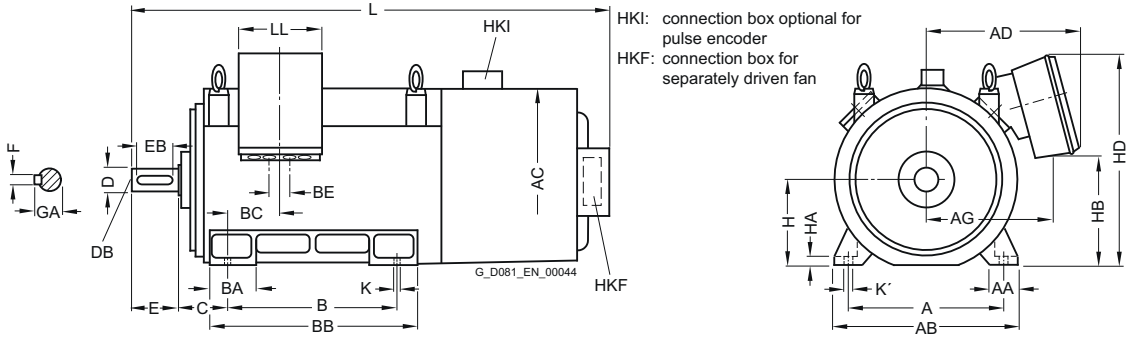 L
LL
HKI
HKI: connection box optional for
pulse encoder
HKF: connection box for
separately driven fan
AD
F
EB
D
GA
DB
BC
BE
AC
HD
H
HA
AG
HB
G_D081_EN_00044
HKF
BA
K
E
C
B
BB
K´
AA
A
AB